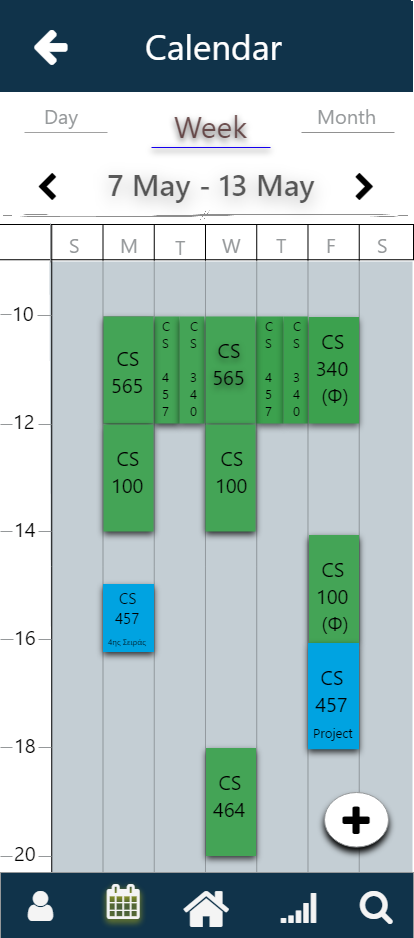 Calendar
Day
Week
Month
7 May - 13 May
S M T W T F S
10
CS
565
CS
457
CS
340
CS
565
CS
457
CS
340
CS
340
(Φ)
12
CS
100
CS
100
14
CS
100
(Φ)
CS
457
4ης Σειράς
16
CS
457
Project
18
CS
464
20